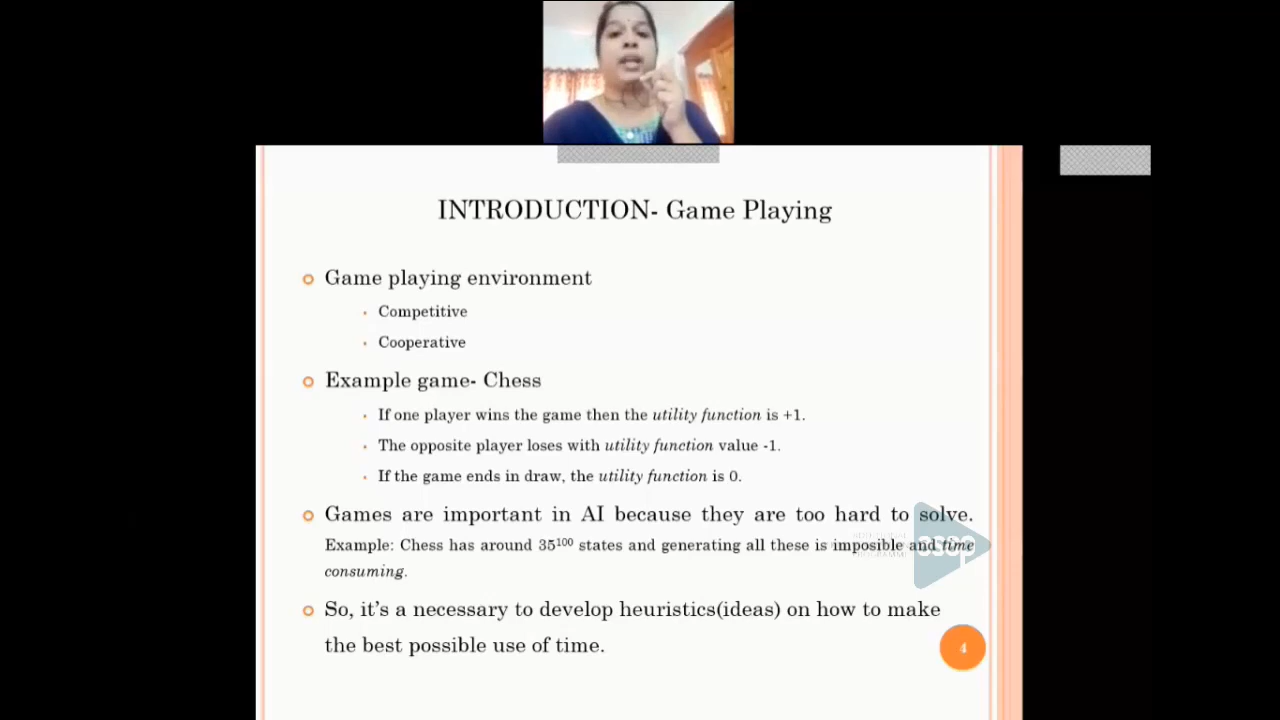 INTRODUCTION- Game Playing
Game playing environment
Competitive
Cooperative
Example game- Chess
If one player wins the game then the utility function is +1.
The opposite player loses with utility function value -1.
If the game ends in draw, the utility function is 0.
Games are important in AI because they are too hard to solve.
Example: Chess has around 35¹⁰⁰ states and generating all these is imposible and time
consuming.
So, it's a necessary to develop heuristics(ideas) on how to make
the best possible use of time.
4